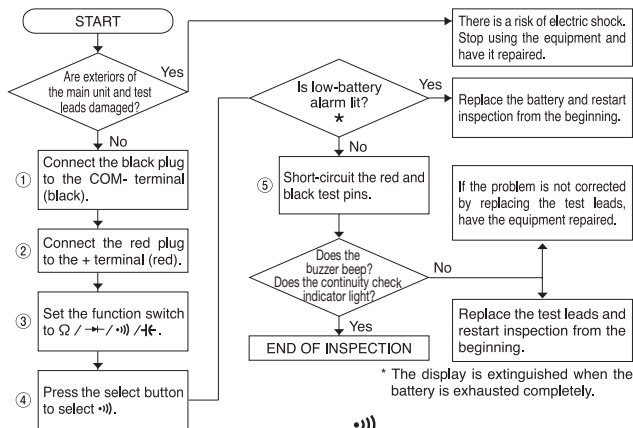 START
Are exteriors of
the main unit and test
leads damaged?
Yes
There is a risk of electric shock.
Stop using the equipment and
have it repaired.
No
① Connect the black plug
to the COM- terminal
(black).
② Connect the red plug
to the + terminal (red).
③ Set the function switch
to Ω / / / .
④ Press the select button
to select .
Is low-battery
alarm lit?
*
Yes
Replace the battery and restart
inspection from the beginning.
No
⑤ Short-circuit the red and
black test pins.
Does the
buzzer beep?
Does the continuity check
indicator light?
No
If the problem is not corrected
by replacing the test leads,
have the equipment repaired.
Replace the test leads and
restart inspection from the
beginning.
Yes
END OF INSPECTION
* The display is extinguished when the
battery is exhausted completely.